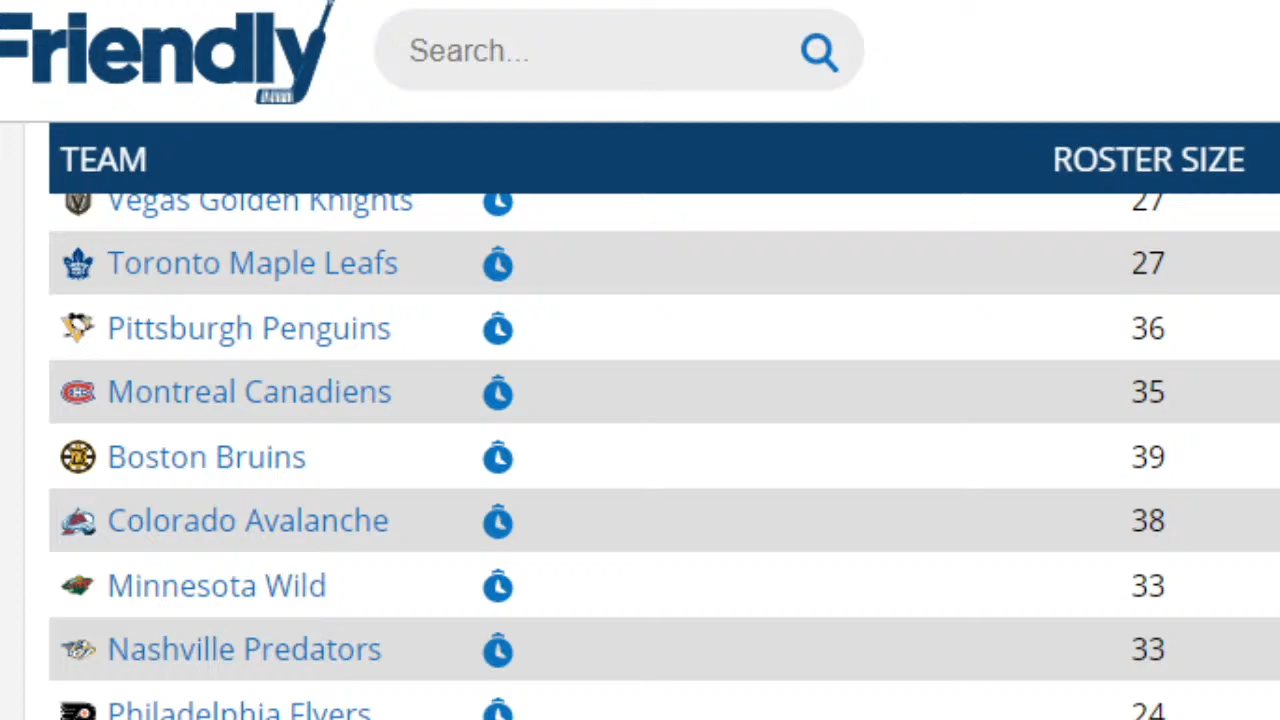 Friendly
Search...
TEAM ROSTER SIZE
Vegas Golden Knights 27
Toronto Maple Leafs 27
Pittsburgh Penguins 36
Montreal Canadiens 35
Boston Bruins 39
Colorado Avalanche 38
Minnesota Wild 33
Nashville Predators 33
Philadelphia Flyers 24